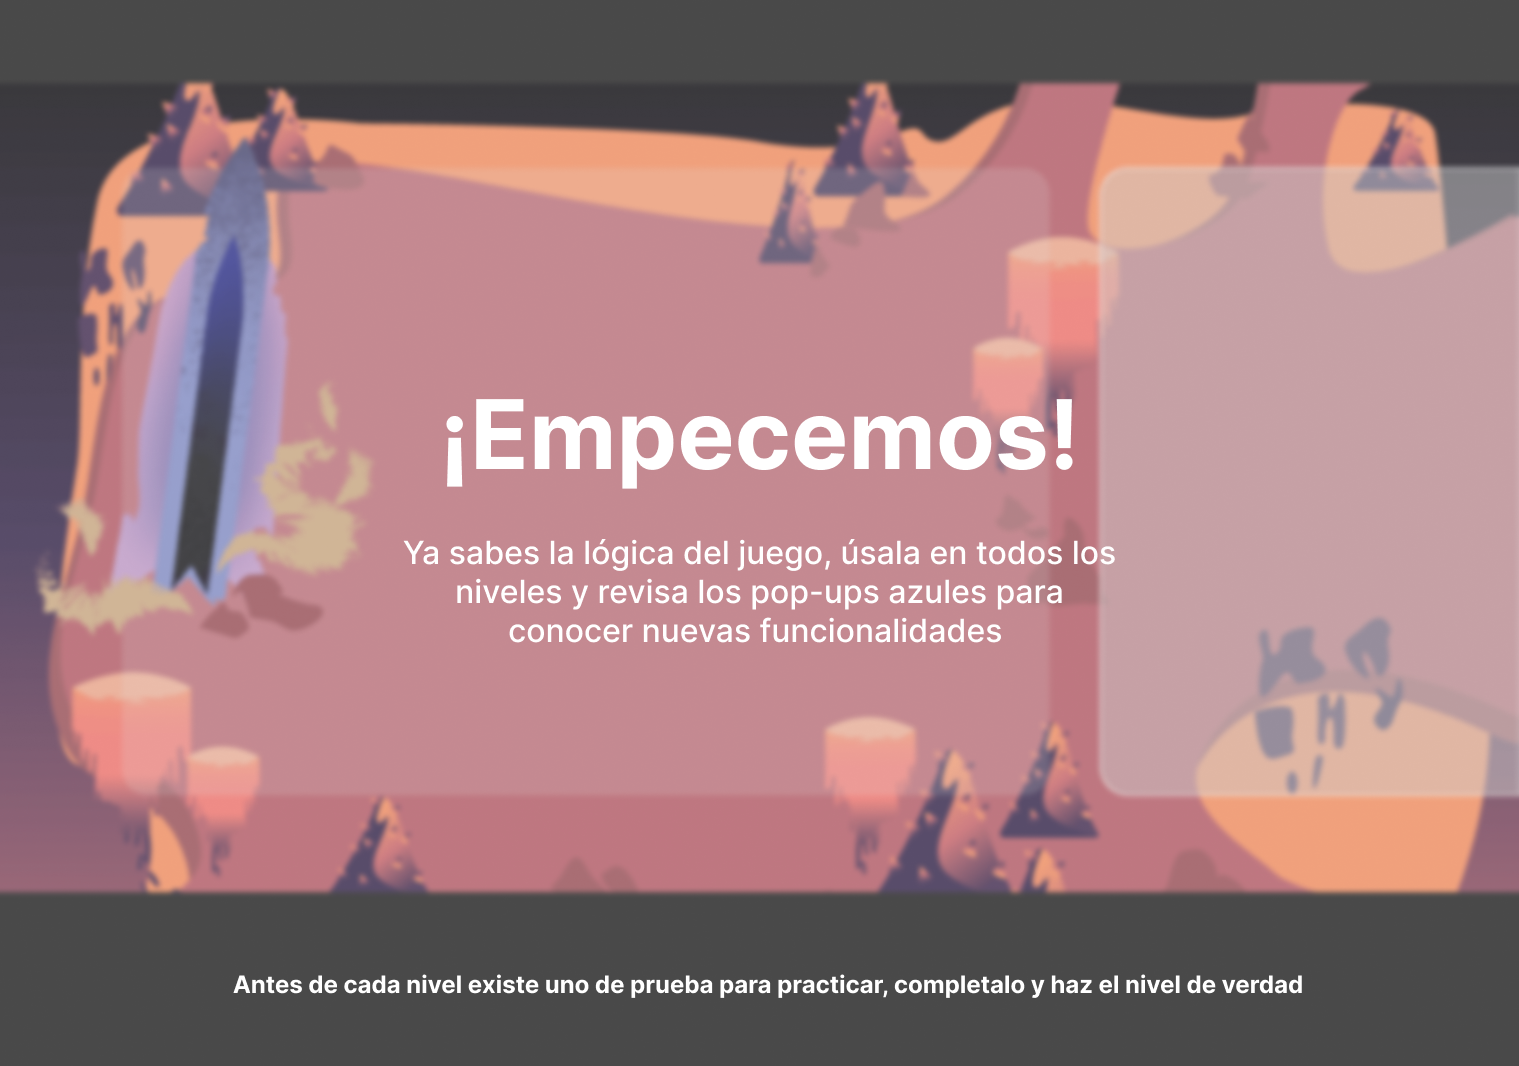 ¡Empecemos!
Ya sabes la lógica del juego, úsala en todos los
niveles y revisa los pop-ups azules para
conocer nuevas funcionalidades
Antes de cada nivel existe uno de prueba para practicar, completalo y haz el nivel de verdad